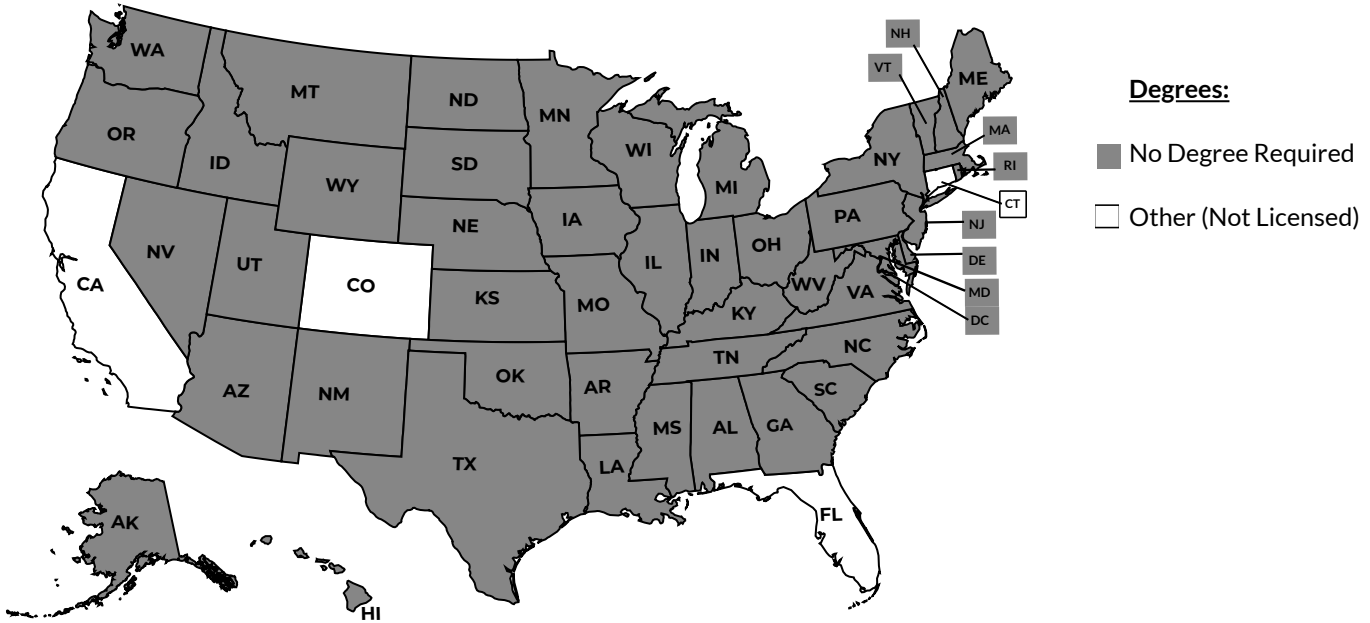 NH
VT
WA
ME
MT
ND
MN
OR
MA
ID
WI
NY
SD
RI
WY
MI
CT
IA
PA
NJ
NE
OH
NV
IN
DE
UT
IL
CA
CO
WV
MD
VA
KS
MO
KY
DC
NC
TN
OK
AR
SC
AZ
NM
MS
AL
GA
TX
LA
FL
AK
HI
Degrees:
No Degree Required
Other (Not Licensed)